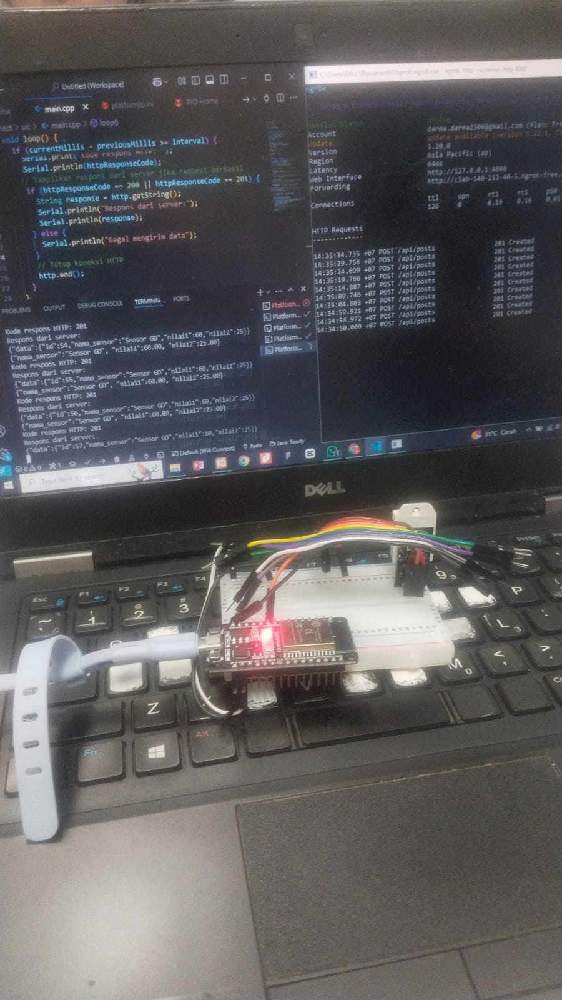 Untitled (Workspace)
main.cpp
platformio.ini
PIO Home
src > main.cpp > loop()
void loop() {
if (currentMillis - previousMillis >= interval) {
Serial.print("Kode respons HTTP: ");
Serial.println(httpResponseCode);
// Tampilkan respons dari server jika request berhasil
if (httpResponseCode == 200 || httpResponseCode == 201) {
String response = http.getString();
Serial.println("Respons dari server:");
Serial.println(response);
} else {
Serial.println("Gagal mengirim data");
}
// Tutup koneksi HTTP
http.end();
77 }
78 }
PROBLEMS OUTPUT DEBUG CONSOLE TERMINAL PORTS
Platform...
Platform...
Platform...
Platform...
Platform...
Kode respons HTTP: 201
Respons dari server:
{"data":{"id":54,"nama_sensor":"Sensor GD","nilai1":60,"nilai2":25}}
{"nama_sensor":"Sensor GD", "nilai1":60.00, "nilai2":25.00}
Kode respons HTTP: 201
Respons dari server:
{"data":{"id":55,"nama_sensor":"Sensor GD","nilai1":60,"nilai2":25}}
{"nama_sensor":"Sensor GD", "nilai1":60.00, "nilai2":25.00}
Kode respons HTTP: 201
Respons dari server:
{"data":{"id":56,"nama_sensor":"Sensor GD","nilai1":60,"nilai2":25}}
{"nama_sensor":"Sensor GD", "nilai1":60.00, "nilai2":25.00}
Kode respons HTTP: 201
Respons dari server:
{"data":{"id":57,"nama_sensor":"Sensor GD","nilai1":60,"nilai2":25}}
Default (Wifi Connect) Auto Java: Ready
Type here to search
31°C Cerah
C:\Users\DELL\Documents\Ngrok\ngrok.exe - ngrok http --scheme=http 8000
ngrok
Session Status online
Account darma.darma2506@gmail.com (Plan: Fre
Update update available (version 3.22.1, C
Version 3.20.0
Region Asia Pacific (ap)
Latency 64ms
Web Interface http://127.0.0.1:4040
Forwarding http://c3ab-140-213-40-5.ngrok-free.
Connections ttl opn rt1 rt5 p50
126 0 0.19 0.16 0.03
HTTP Requests
-------------
14:35:34.735 +07 POST /api/posts 201 Created
14:35:29.756 +07 POST /api/posts 201 Created
14:35:24.699 +07 POST /api/posts 201 Created
14:35:19.766 +07 POST /api/posts 201 Created
14:35:14.887 +07 POST /api/posts 201 Created
14:35:09.746 +07 POST /api/posts 201 Created
14:35:04.803 +07 POST /api/posts 201 Created
14:34:59.921 +07 POST /api/posts 201 Created
14:34:54.972 +07 POST /api/posts 201 Created
14:34:50.009 +07 POST /api/posts 201 Created
DELL
Esc F1 F2 F3 F4 F7 F8 F9 PrtScr
~ ! 1 @ 2 # 3 9 P
L 3
Z M 0 < , > .
Fn Alt